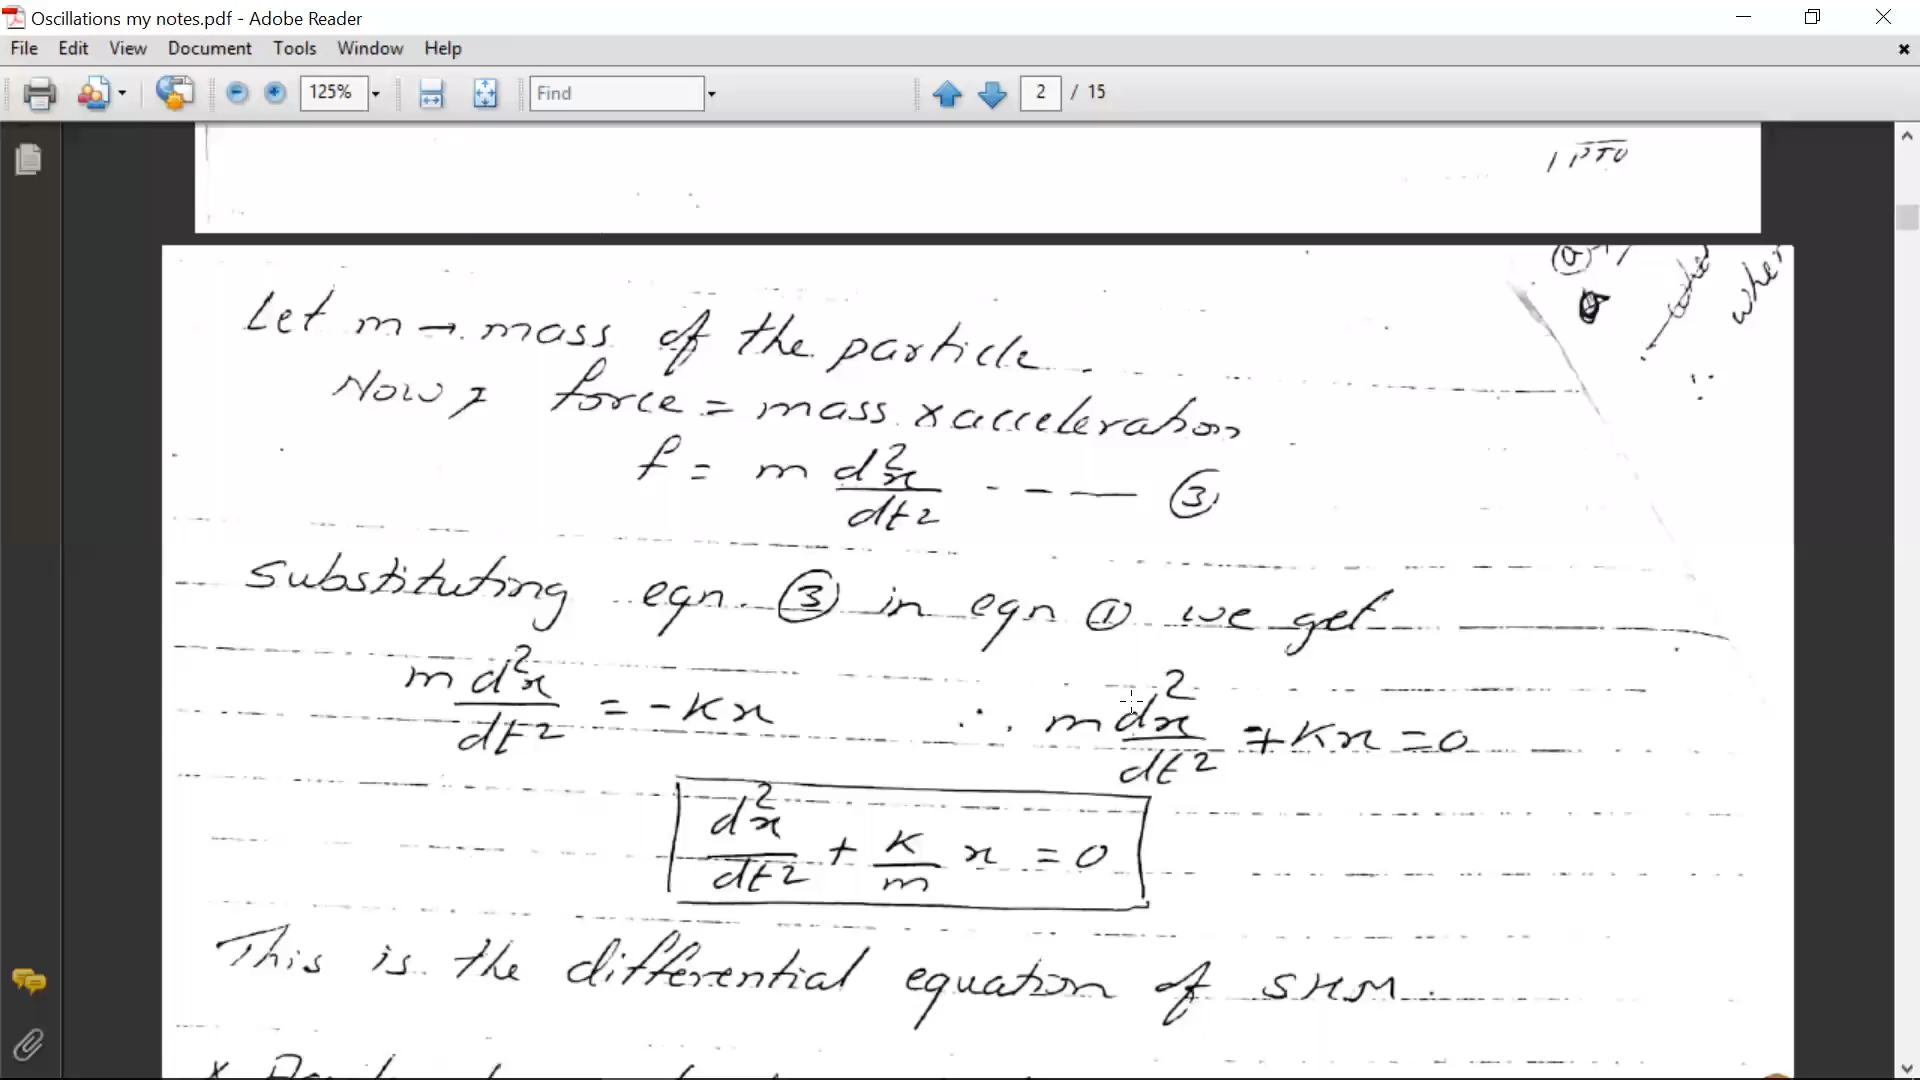 Oscillations my notes.pdf - Adobe Reader
File Edit View Document Tools Window Help
125% Find 2 / 15
PTO
Let m → mass of the particle.
Now, force = mass x acceleration
f = m d²x/dt² - - — ③
Substituting eqn. ③ in eqn ① we get
m d²x/dt² = -kx ∴ m d²x/dt² + kx = 0
d²x/dt² + k/m x = 0
This is the differential equation of SHM.